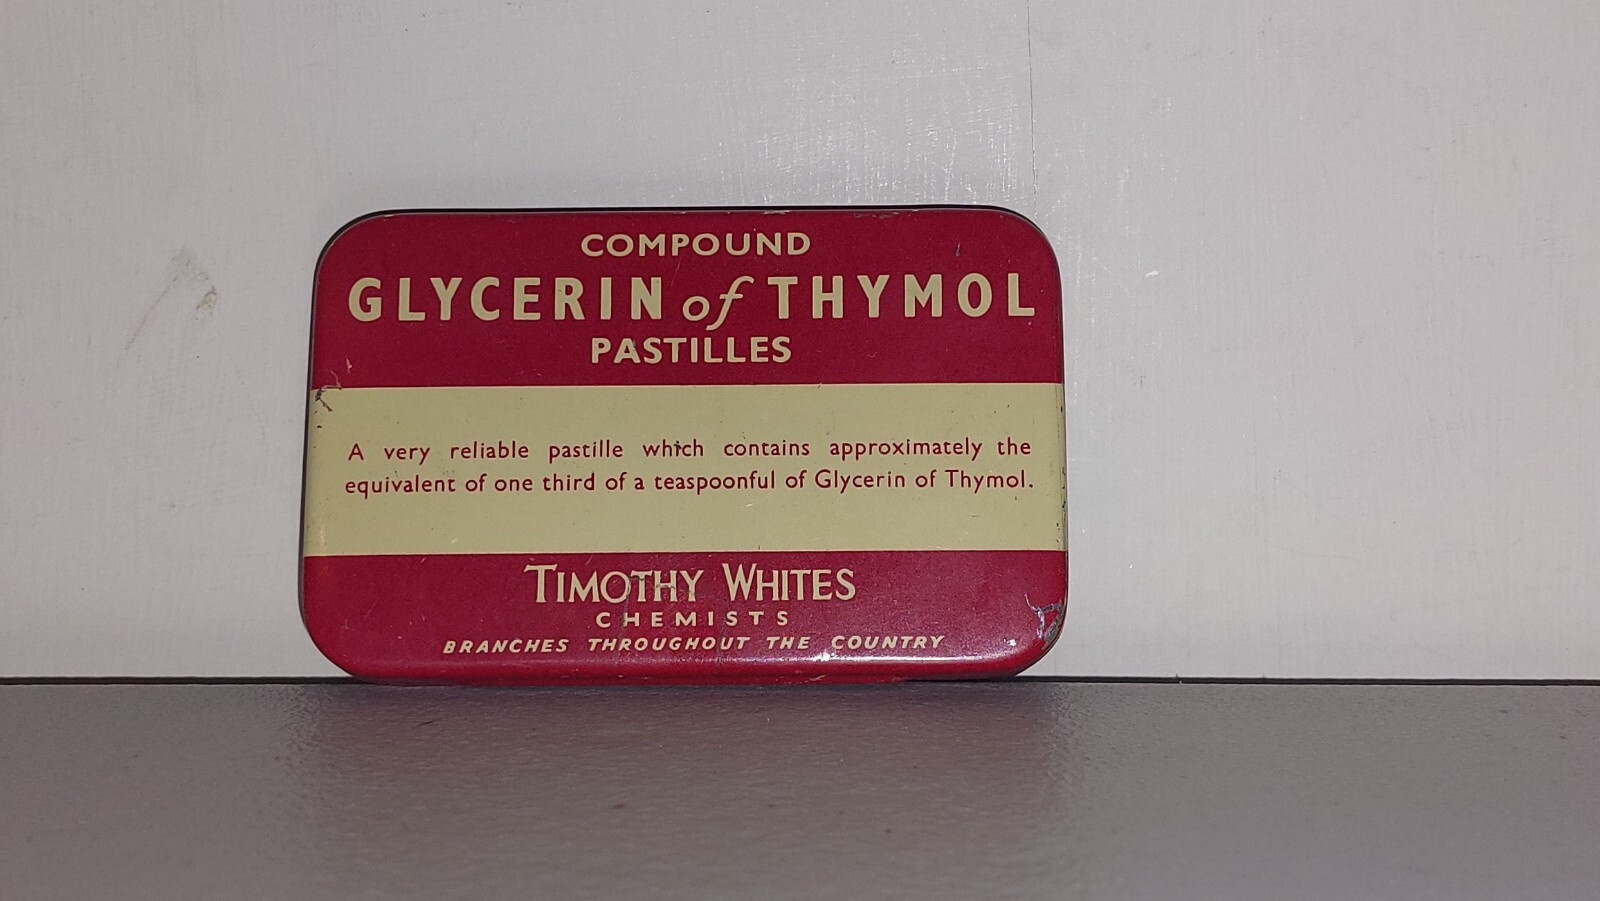 COMPOUND
GLYCERIN of THYMOL
PASTILLES
A very reliable pastille which contains approximately the
equivalent of one third of a teaspoonful of Glycerin of Thymol.
TIMOTHY WHITES
CHEMISTS
BRANCHES THROUGHOUT THE COUNTRY